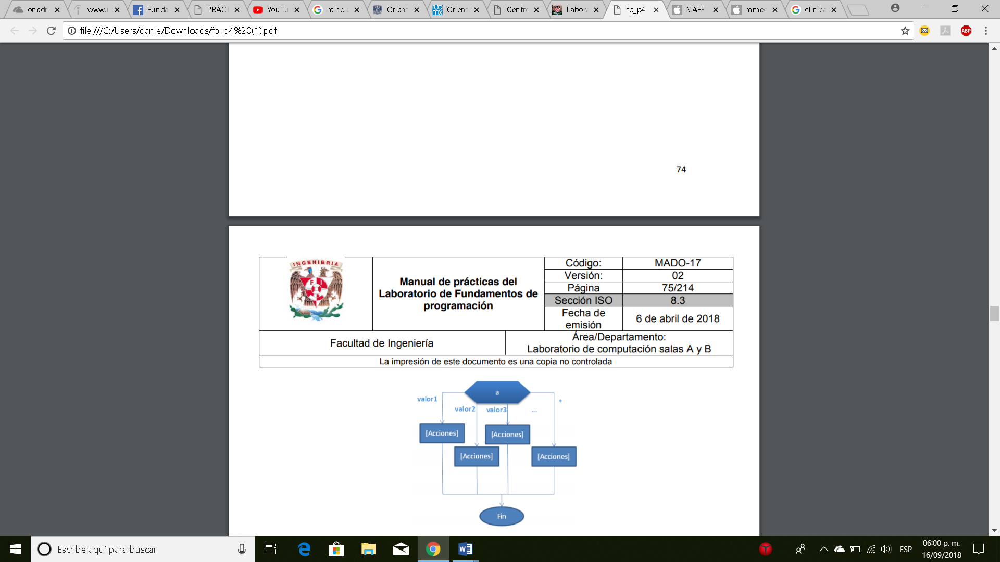 onedri
www.i
Funda
PRÁCT
YouTu
reino d
Orient
Orient
Centro
Labora
fp_p4
SIAEFI
mmec
clinica
file:///C:/Users/danie/Downloads/fp_p4%20(1).pdf
ABP
74
INGENIERIA
F I
Manual de prácticas del
Laboratorio de Fundamentos de
programación
Código:
MADO-17
Versión:
02
Página
75/214
Sección ISO
8.3
Fecha de
emisión
6 de abril de 2018
Facultad de Ingeniería
Área/Departamento:
Laboratorio de computación salas A y B
La impresión de este documento es una copia no controlada
a
valor1
valor2
valor3
...
*
[Acciones]
[Acciones]
[Acciones]
[Acciones]
Fin
Escribe aquí para buscar
ESP
06:00 p. m.
16/09/2018